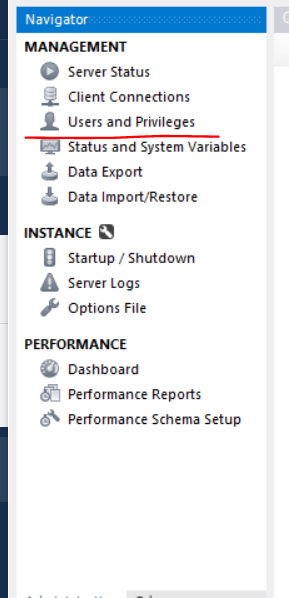 Navigator
MANAGEMENT
Server Status
Client Connections
Users and Privileges
Status and System Variables
Data Export
Data Import/Restore
INSTANCE
Startup / Shutdown
Server Logs
Options File
PERFORMANCE
Dashboard
Performance Reports
Performance Schema Setup